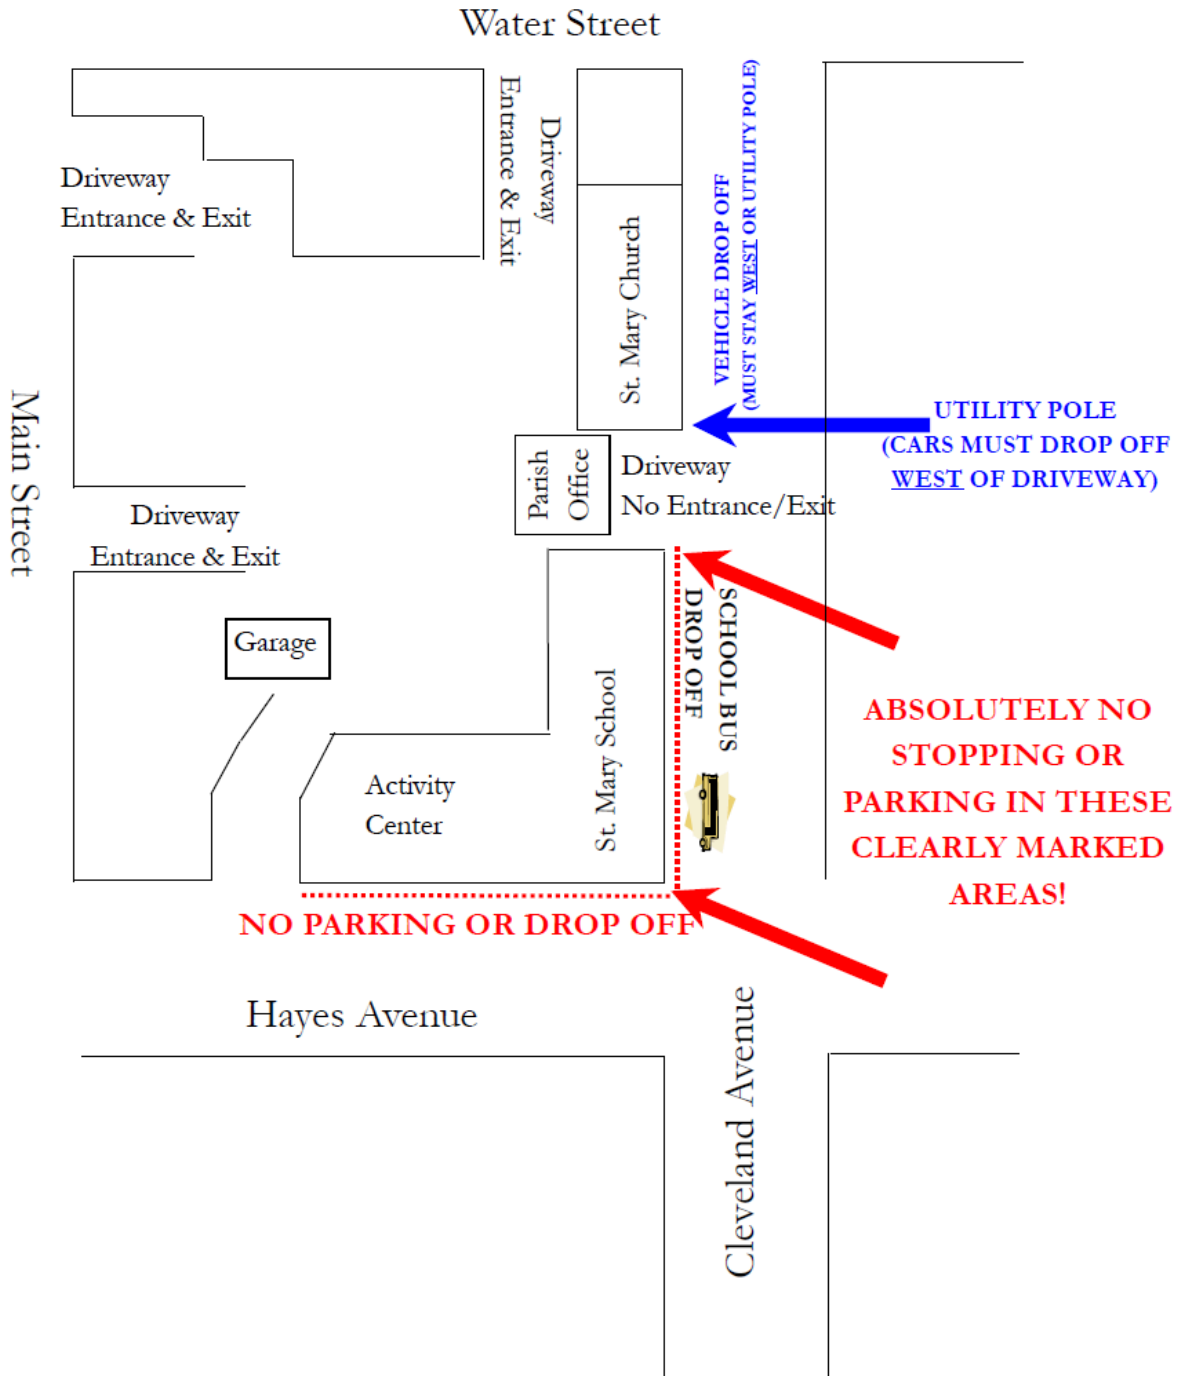 Water Street
Driveway
Entrance & Exit
Driveway
Entrance & Exit
St. Mary Church
VEHICLE DROP OFF
(MUST STAY WEST OR UTILITY POLE)
UTILITY POLE
(CARS MUST DROP OFF
WEST OF DRIVEWAY)
Main Street
Parish
Office
Driveway
No Entrance/Exit
Driveway
Entrance & Exit
Garage
SCHOOL BUS
DROP OFF
St. Mary School
Activity
Center
ABSOLUTELY NO
STOPPING OR
PARKING IN THESE
CLEARLY MARKED
AREAS!
NO PARKING OR DROP OFF
Hayes Avenue
Cleveland Avenue